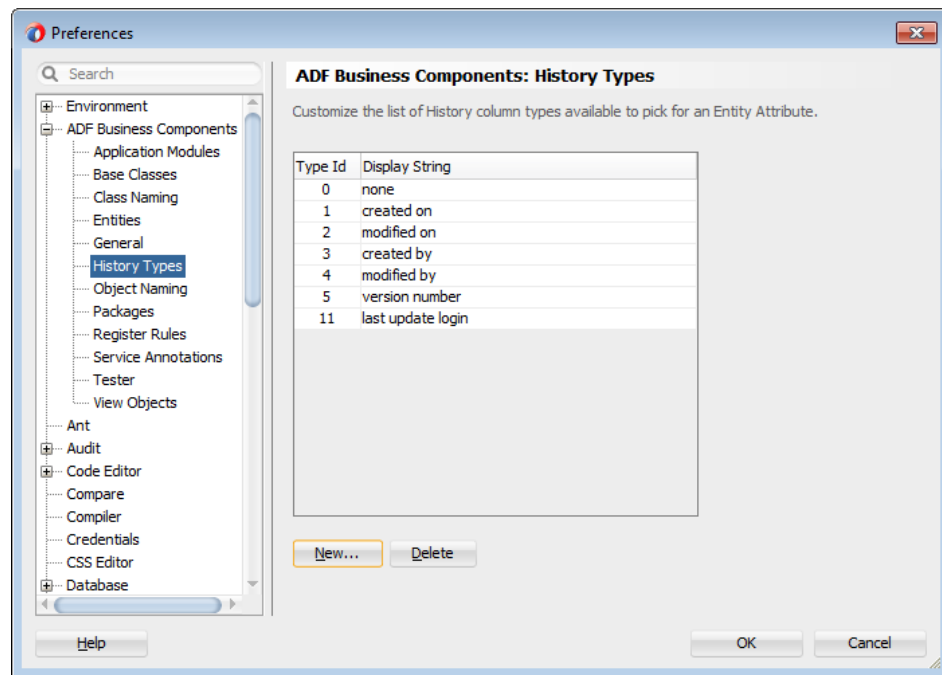 Preferences
Search
Environment
ADF Business Components
Application Modules
Base Classes
Class Naming
Entities
General
History Types
Object Naming
Packages
Register Rules
Service Annotations
Tester
View Objects
Ant
Audit
Code Editor
Compare
Compiler
Credentials
CSS Editor
Database
ADF Business Components: History Types
Customize the list of History column types available to pick for an Entity Attribute.
Type Id Display String
0 none
1 created on
2 modified on
3 created by
4 modified by
5 version number
11 last update login
New... Delete
Help OK Cancel